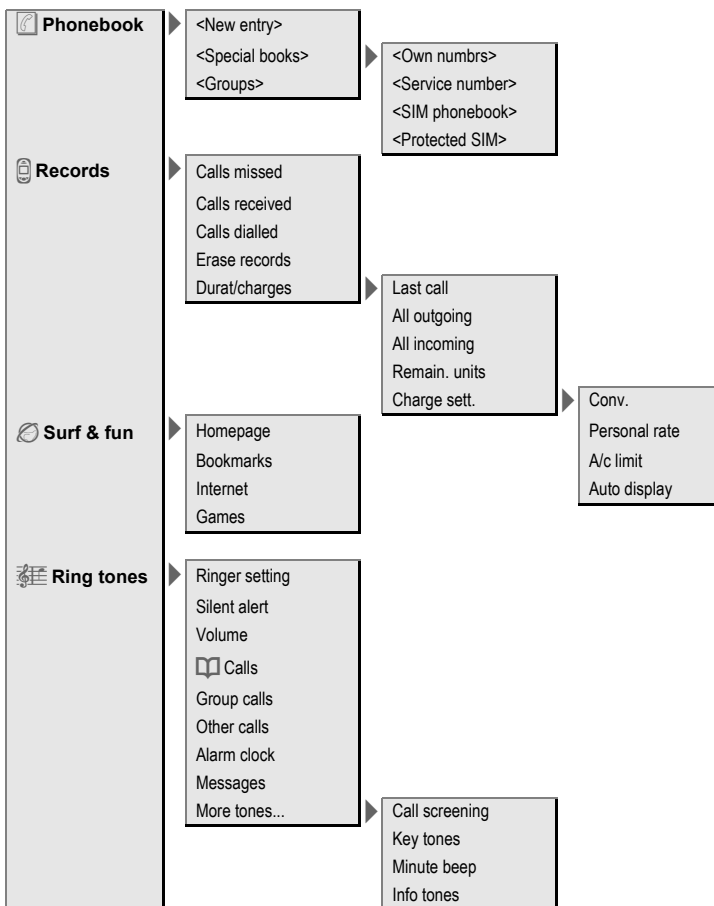 Phonebook
<New entry>
<Special books>
<Groups>
<Own numbrs>
<Service number>
<SIM phonebook>
<Protected SIM>
Records
Calls missed
Calls received
Calls dialled
Erase records
Durat/charges
Last call
All outgoing
All incoming
Remain. units
Charge sett.
Conv.
Personal rate
A/c limit
Auto display
Surf & fun
Homepage
Bookmarks
Internet
Games
Ring tones
Ringer setting
Silent alert
Volume
Calls
Group calls
Other calls
Alarm clock
Messages
More tones...
Call screening
Key tones
Minute beep
Info tones